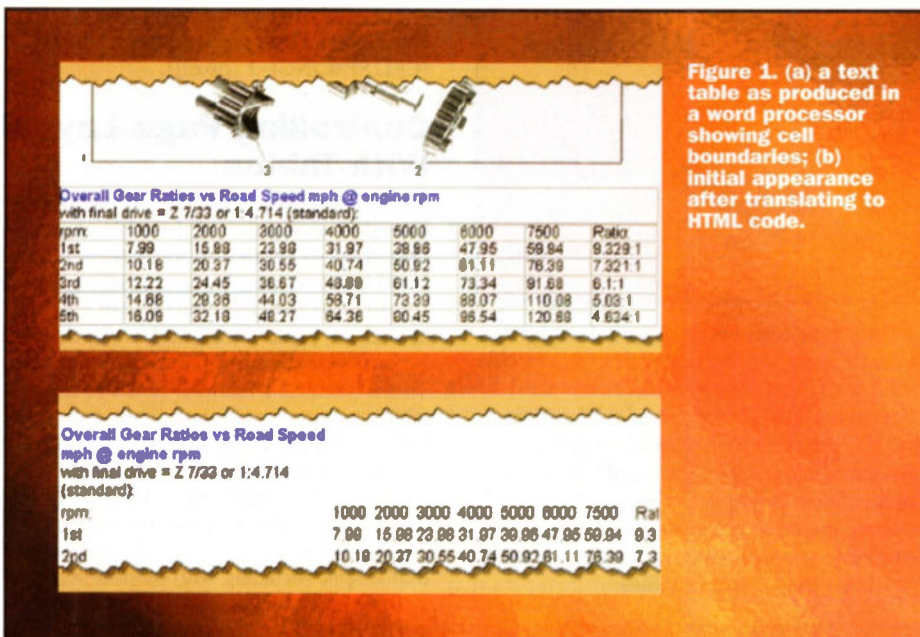 Figure 1. (a) a text
table as produced in
a word processor
showing cell
boundaries; (b)
initial appearance
after translating to
HTML code.
3 2
Overall Gear Ratios vs Road Speed mph @ engine rpm
with final drive = Z 7/33 or 1:4.714 (standard):
rpm: 1000 2000 3000 4000 5000 6000 7500 Ratio:
1st 7.99 15.98 23.98 31.97 39.96 47.95 59.94 9.329:1
2nd 10.18 20.37 30.55 40.74 50.92 61.11 76.39 7.321:1
3rd 12.22 24.45 36.67 48.89 61.12 73.34 91.68 6.1:1
4th 14.68 29.36 44.03 58.71 73.39 88.07 110.08 5.03:1
5th 16.09 32.18 48.27 64.36 80.45 96.54 120.68 4.634:1
Overall Gear Ratios vs Road Speed
mph @ engine rpm
with final drive = Z 7/33 or 1:4.714
(standard):
rpm: 1000 2000 3000 4000 5000 6000 7500 Rat
1st 7.99 15.98 23.98 31.97 39.96 47.95 59.94 9.3
2nd 10.18 20.37 30.55 40.74 50.92 61.11 76.39 7.3